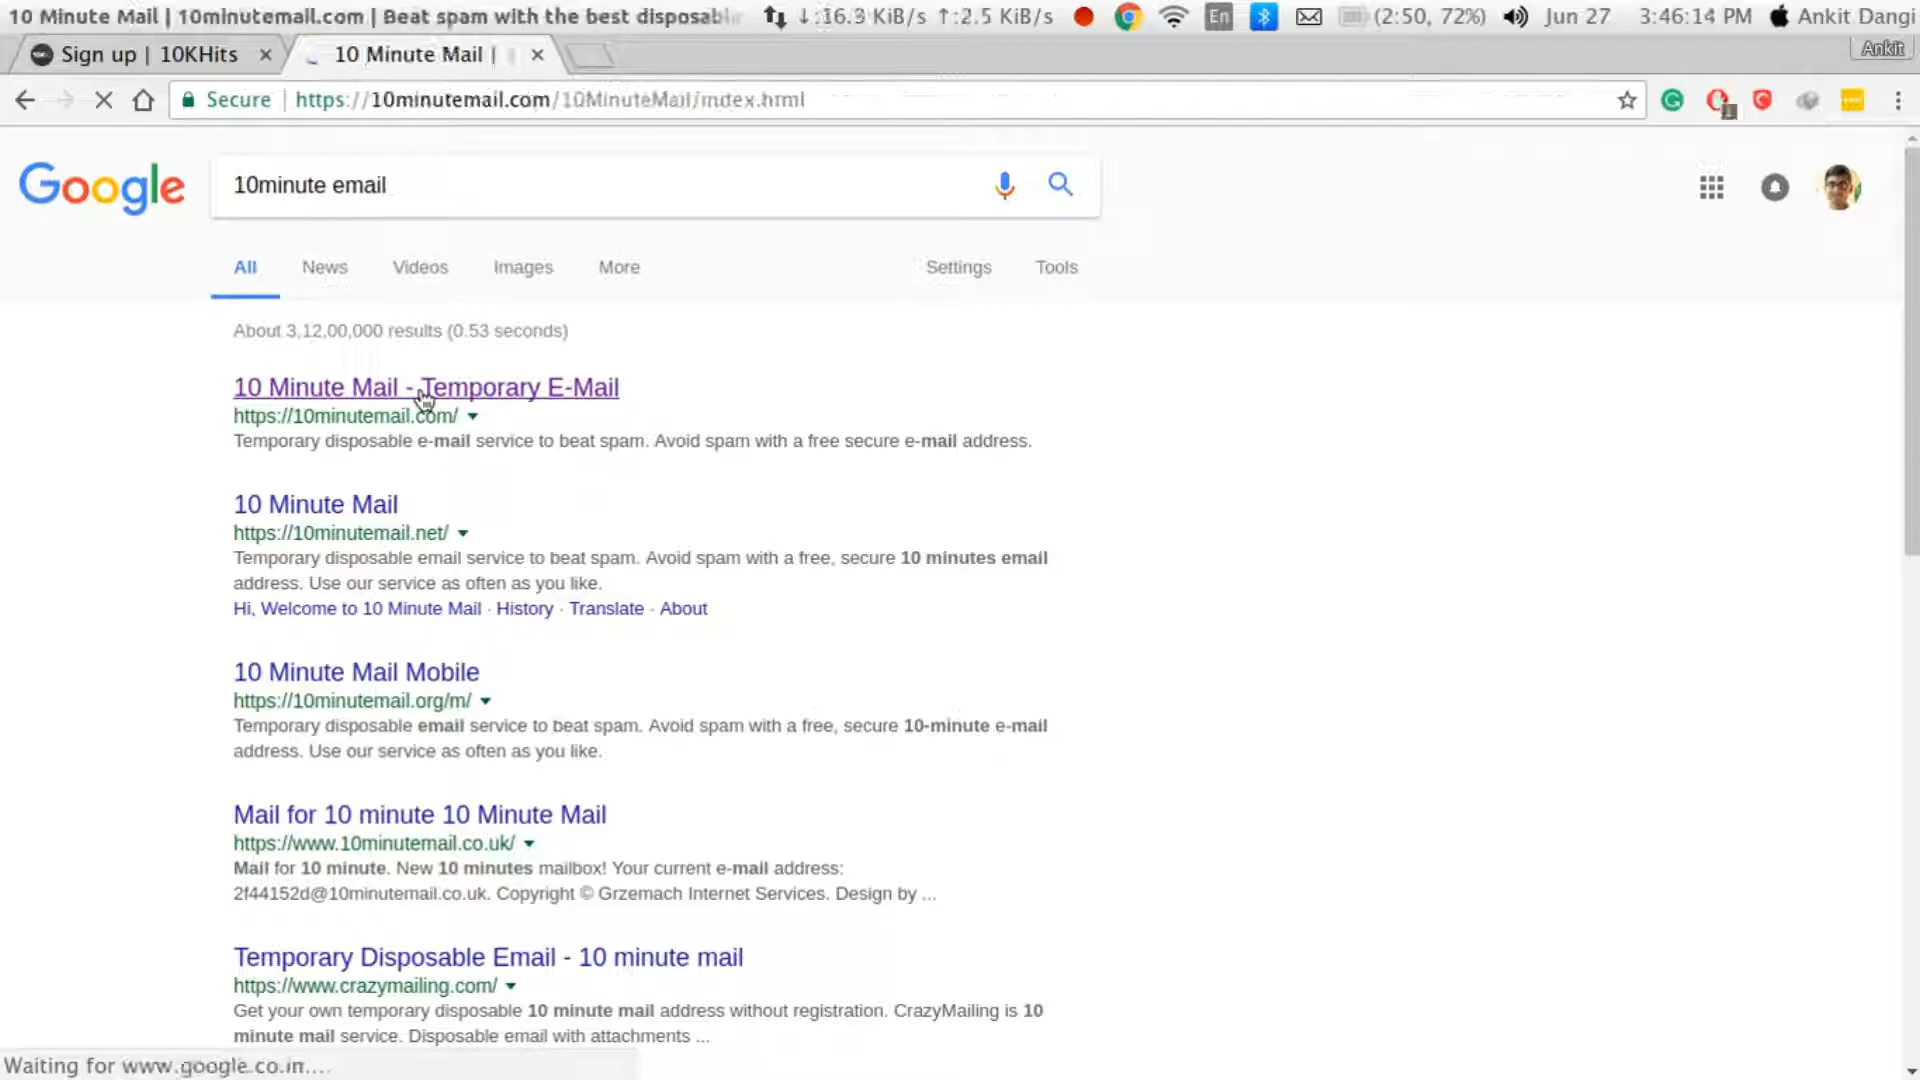 10 Minute Mail | 10minutemail.com | Beat spam with the best disposabl
↓:16.9 KiB/s ↑:2.5 KiB/s
En
(2:50, 72%)
Jun 27
3:46:14 PM
Ankit Dangi
Sign up | 10KHits
10 Minute Mail |
Ankit
Secure
https://10minutemail.com/10MinuteMail/index.html
Google
10minute email
All
News
Videos
Images
More
Settings
Tools
About 3,12,00,000 results (0.53 seconds)
10 Minute Mail - Temporary E-Mail
https://10minutemail.com/
Temporary disposable e-mail service to beat spam. Avoid spam with a free secure e-mail address.
10 Minute Mail
https://10minutemail.net/
Temporary disposable email service to beat spam. Avoid spam with a free, secure 10 minutes email
address. Use our service as often as you like.
Hi, Welcome to 10 Minute Mail · History · Translate · About
10 Minute Mail Mobile
https://10minutemail.org/m/
Temporary disposable email service to beat spam. Avoid spam with a free, secure 10-minute e-mail
address. Use our service as often as you like.
Mail for 10 minute 10 Minute Mail
https://www.10minutemail.co.uk/
Mail for 10 minute. New 10 minutes mailbox! Your current e-mail address:
2f44152d@10minutemail.co.uk. Copyright © Grzemach Internet Services. Design by ...
Temporary Disposable Email - 10 minute mail
https://www.crazymailing.com/
Get your own temporary disposable 10 minute mail address without registration. CrazyMailing is 10
minute mail service. Disposable email with attachments ...
Waiting for www.google.co.in....